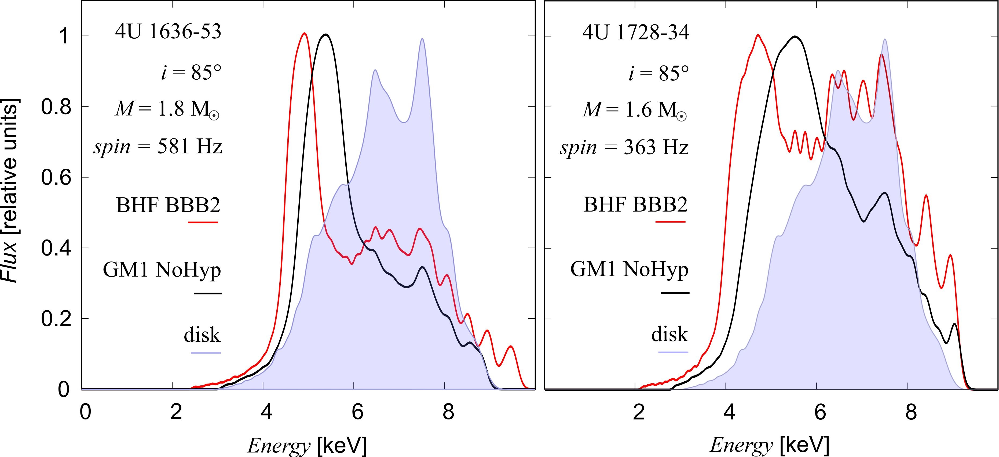 4U 1636-53
i = 85°
M = 1.8 M☉
spin = 581 Hz
BHF BBB2
GM1 NoHyp
disk
Flux [relative units]
1
0.8
0.6
0.4
0.2
0
0 2 4 6 8
Energy [keV]
4U 1728-34
i = 85°
M = 1.6 M☉
spin = 363 Hz
BHF BBB2
GM1 NoHyp
disk
2 4 6 8
Energy [keV]